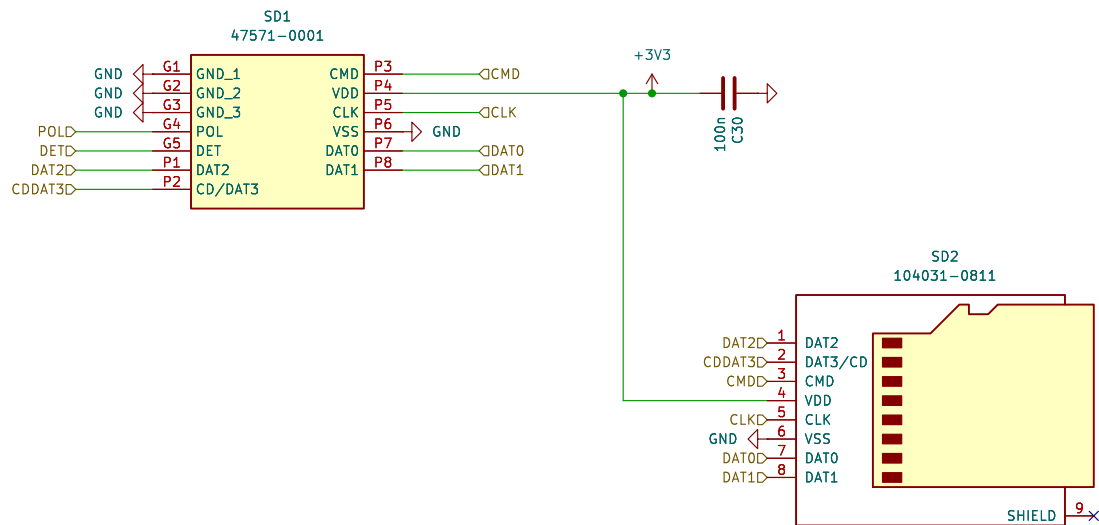 SD1
47571-0001
GND G1 GND_1 CMD P3 CMD
GND G2 GND_2 VDD P4
GND G3 GND_3 CLK P5 CLK
POL G4 POL VSS P6 GND
DET G5 DET DAT0 P7 DAT0
DAT2 P1 DAT2 DAT1 P8 DAT1
CDDAT3 P2 CD/DAT3
+3V3
100n
C30
SD2
104031-0811
DAT2 1 DAT2
CDDAT3 2 DAT3/CD
CMD 3 CMD
4 VDD
CLK 5 CLK
GND 6 VSS
DAT0 7 DAT0
DAT1 8 DAT1
SHIELD 9